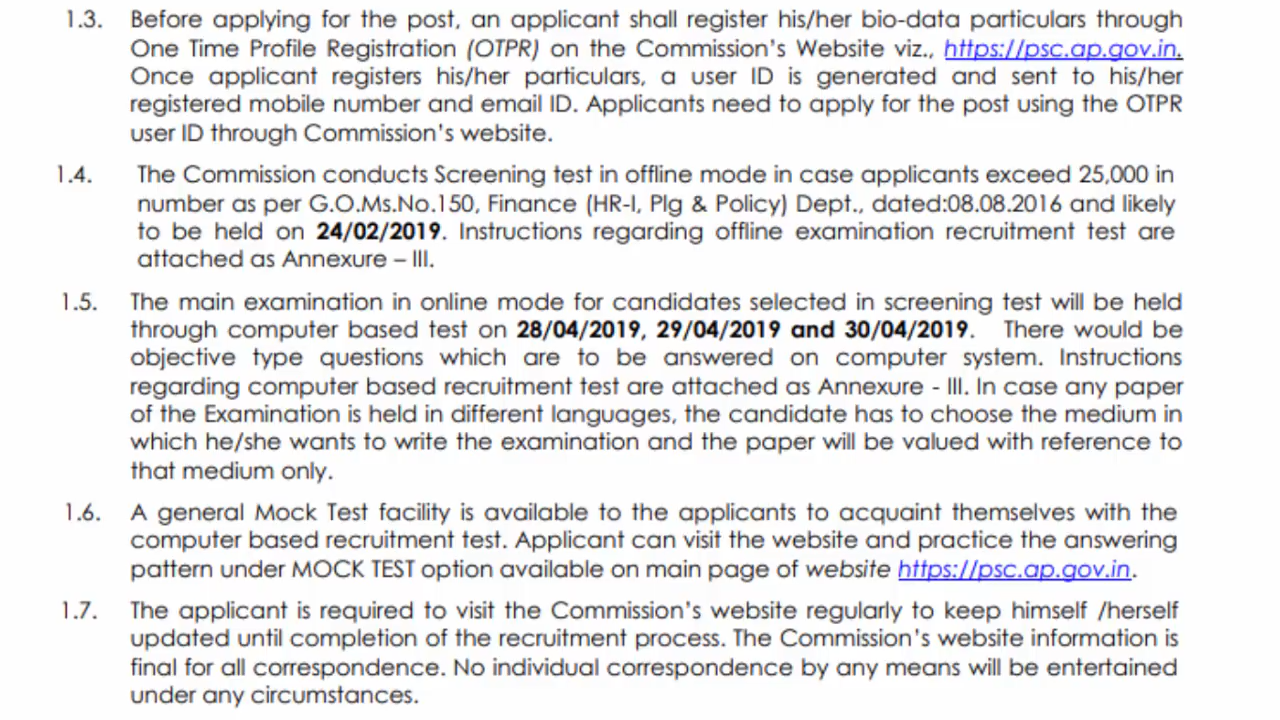 1.3. Before applying for the post, an applicant shall register his/her bio-data particulars through
One Time Profile Registration (OTPR) on the Commission's Website viz., https://psc.ap.gov.in.
Once applicant registers his/her particulars, a user ID is generated and sent to his/her
registered mobile number and email ID. Applicants need to apply for the post using the OTPR
user ID through Commission's website.
1.4. The Commission conducts Screening test in offline mode in case applicants exceed 25,000 in
number as per G.O.Ms.No.150, Finance (HR-I, Plg & Policy) Dept., dated:08.08.2016 and likely
to be held on 24/02/2019. Instructions regarding offline examination recruitment test are
attached as Annexure – III.
1.5. The main examination in online mode for candidates selected in screening test will be held
through computer based test on 28/04/2019, 29/04/2019 and 30/04/2019. There would be
objective type questions which are to be answered on computer system. Instructions
regarding computer based recruitment test are attached as Annexure - III. In case any paper
of the Examination is held in different languages, the candidate has to choose the medium in
which he/she wants to write the examination and the paper will be valued with reference to
that medium only.
1.6. A general Mock Test facility is available to the applicants to acquaint themselves with the
computer based recruitment test. Applicant can visit the website and practice the answering
pattern under MOCK TEST option available on main page of website https://psc.ap.gov.in.
1.7. The applicant is required to visit the Commission's website regularly to keep himself /herself
updated until completion of the recruitment process. The Commission's website information is
final for all correspondence. No individual correspondence by any means will be entertained
under any circumstances.